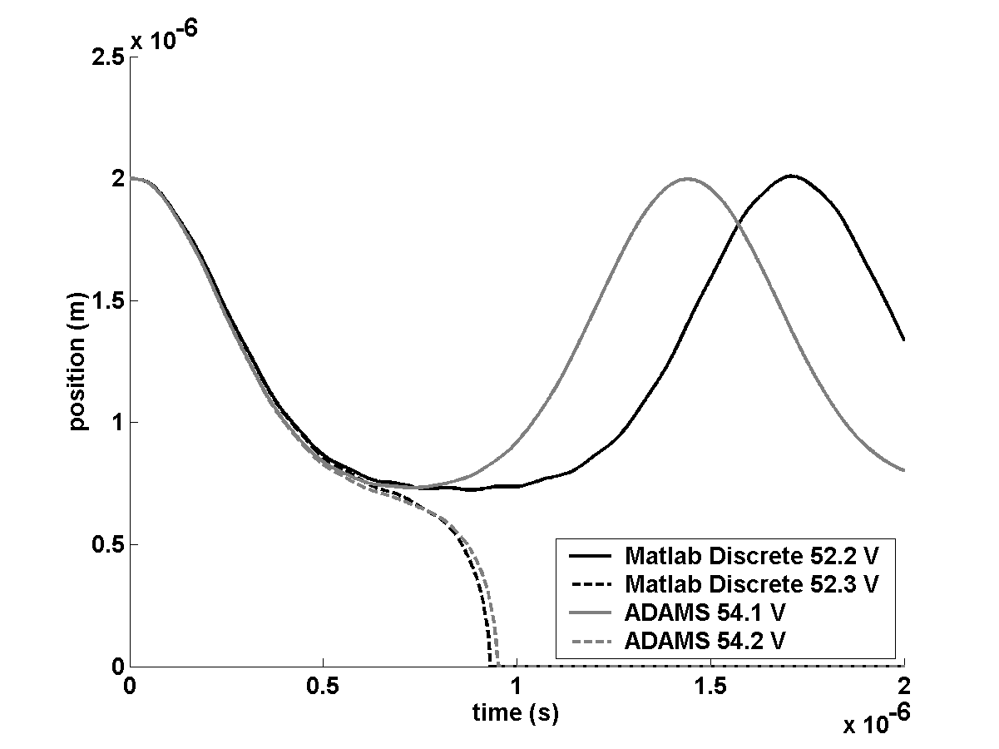 x 10-6
2.5
2
1.5
1
0.5
0
position (m)
Matlab Discrete 52.2 V
Matlab Discrete 52.3 V
ADAMS 54.1 V
ADAMS 54.2 V
0 0.5 1 1.5 2
time (s)
x 10-6